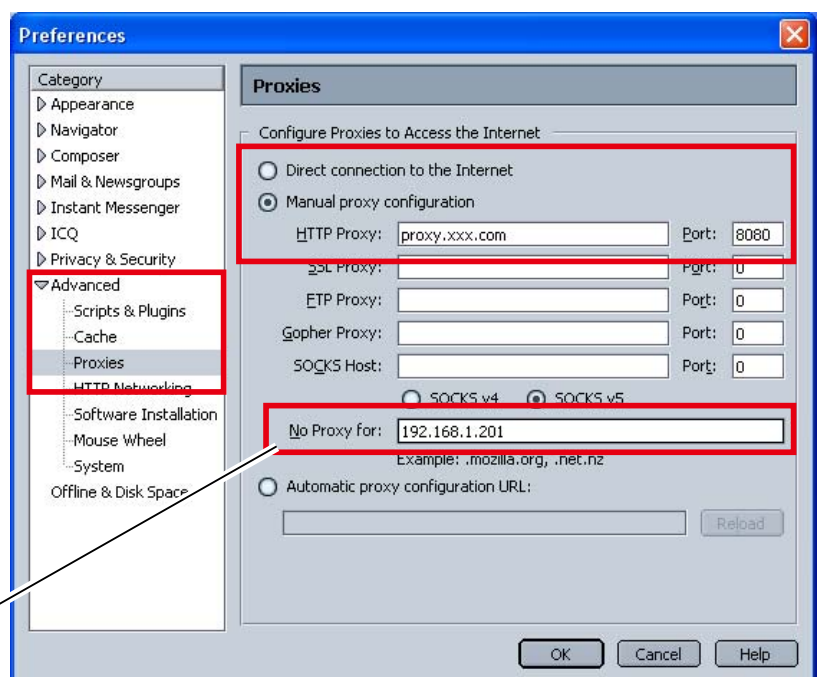 Preferences
Category
Appearance
Navigator
Composer
Mail & Newsgroups
Instant Messenger
ICQ
Privacy & Security
Advanced
Scripts & Plugins
Cache
Proxies
HTTP Networking
Software Installation
Mouse Wheel
System
Offline & Disk Space
Proxies
Configure Proxies to Access the Internet
Direct connection to the Internet
Manual proxy configuration
HTTP Proxy: proxy.xxx.com Port: 8080
SSL Proxy: Port: 0
FTP Proxy: Port: 0
Gopher Proxy: Port: 0
SOCKS Host: Port: 0
SOCKS v4 SOCKS v5
No Proxy for: 192.168.1.201
Example: .mozilla.org, .net.nz
Automatic proxy configuration URL:
Reload
OK Cancel Help